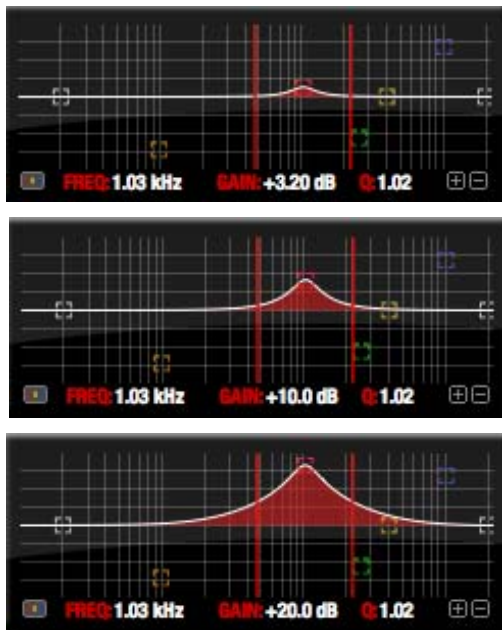 FREQ: 1.03 kHz GAIN: +3.20 dB Q: 1.02
FREQ: 1.03 kHz GAIN: +10.0 dB Q: 1.02
FREQ: 1.03 kHz GAIN: +20.0 dB Q: 1.02